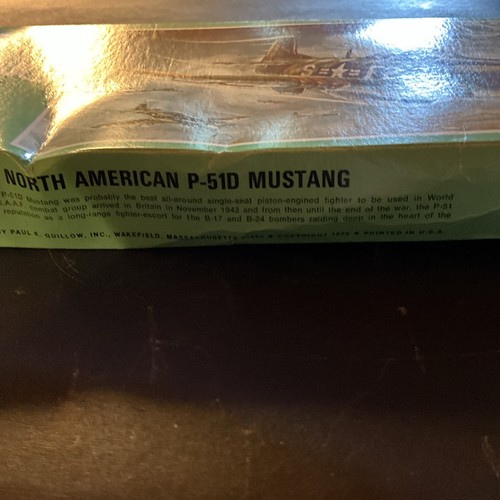 NORTH AMERICAN P-51D MUSTANG
P-51D Mustang was probably the best all-around single-seat piston-engined fighter to be used in World
combat group arrived in Britain in November 1943 and from then until the end of the war, the P-51
reputation as a long-range fighter-escort for the B-17 and B-24 bombers raiding deep in the heart of the
BY PAUL K. GUILLOW, INC., WAKEFIELD, MASSACHUSETTS COPYRIGHT PRINTED IN U.S.A.